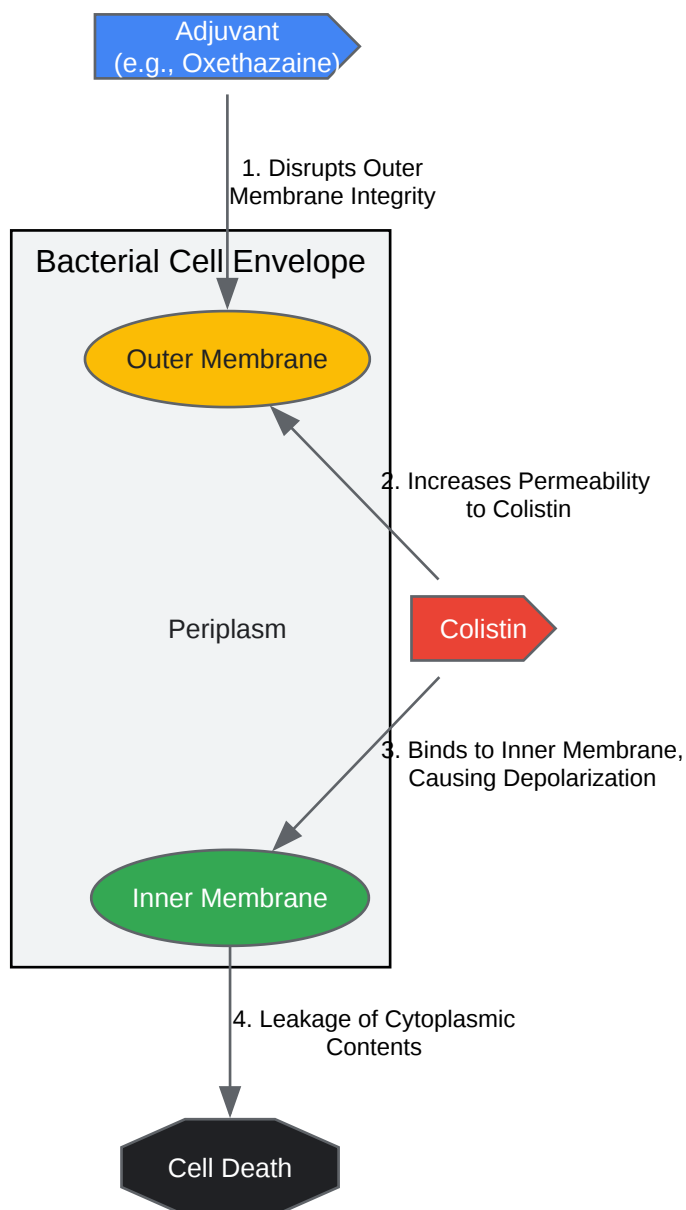 Adjuvant
(e.g., Oxethazaine)
1. Disrupts Outer
Membrane Integrity
Bacterial Cell Envelope
Outer Membrane
2. Increases Permeability
to Colistin
Periplasm
Colistin
3. Binds to Inner Membrane,
Causing Depolarization
Inner Membrane
4. Leakage of Cytoplasmic
Contents
Cell Death